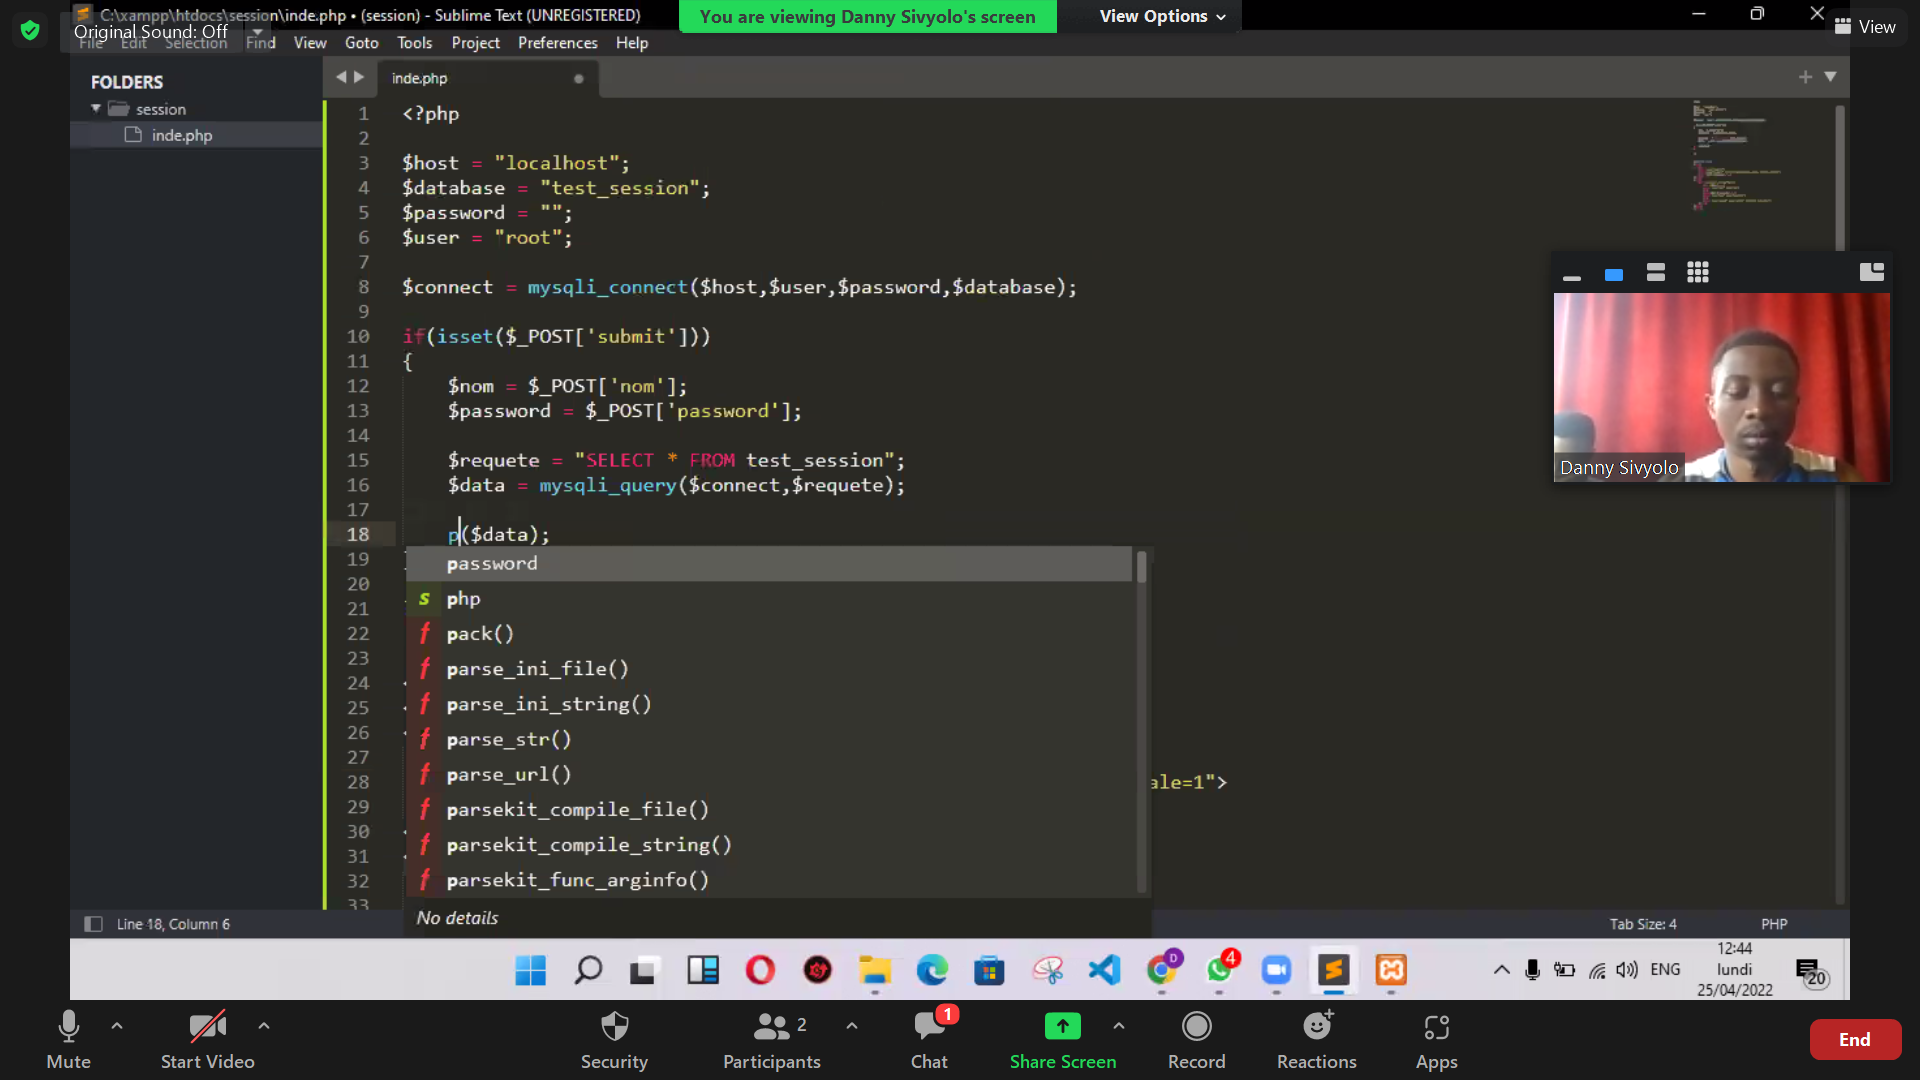 C:\xampp\htdocs\session\inde.php • (session) - Sublime Text (UNREGISTERED)
You are viewing Danny Sivyolo's screen
View Options
View
Original Sound: Off
File Edit Selection Find View Goto Tools Project Preferences Help
FOLDERS
session
inde.php
inde.php
1 <?php
2
3 $host = "localhost";
4 $database = "test_session";
5 $password = "";
6 $user = "root";
7
8 $connect = mysqli_connect($host,$user,$password,$database);
9
10 if(isset($_POST['submit']))
11 {
12 $nom = $_POST['nom'];
13 $password = $_POST['password'];
14
15 $requete = "SELECT * FROM test_session";
16 $data = mysqli_query($connect,$requete);
17
18 p($data);
19
20
21
22
23
24
25
26
27
28 ale=1">
29
30
31
32
33
password
s php
f pack()
f parse_ini_file()
f parse_ini_string()
f parse_str()
f parse_url()
f parsekit_compile_file()
f parsekit_compile_string()
f parsekit_func_arginfo()
No details
Danny Sivyolo
Line 18, Column 6
Tab Size: 4
PHP
D
4
ENG
12:44
lundi
25/04/2022
20
Mute
Start Video
Security
2
Participants
1
Chat
Share Screen
Record
Reactions
Apps
End